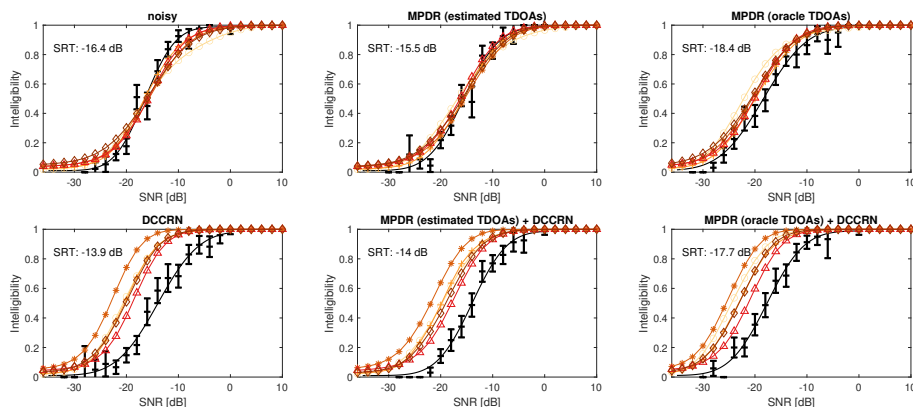 noisy
MPDR (estimated TDOAs)
MPDR (oracle TDOAs)
1
0.8
0.6
0.4
0.2
0
Intelligibility
SRT: -16.4 dB
-30
-20
-10
0
10
SNR [dB]
1
0.8
0.6
0.4
0.2
0
Intelligibility
SRT: -15.5 dB
-30
-20
-10
0
10
SNR [dB]
1
0.8
0.6
0.4
0.2
0
Intelligibility
SRT: -18.4 dB
-30
-20
-10
0
10
SNR [dB]
DCCRN
MPDR (estimated TDOAs) + DCCRN
MPDR (oracle TDOAs) + DCCRN
1
0.8
0.6
0.4
0.2
0
Intelligibility
SRT: -13.9 dB
-30
-20
-10
0
10
SNR [dB]
1
0.8
0.6
0.4
0.2
0
Intelligibility
SRT: -14 dB
-30
-20
-10
0
10
SNR [dB]
1
0.8
0.6
0.4
0.2
0
Intelligibility
SRT: -17.7 dB
-30
-20
-10
0
10
SNR [dB]